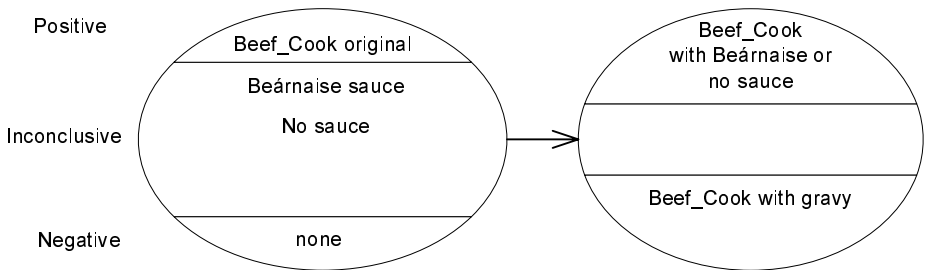 Positive
Beef_Cook original
Beárnaise sauce
No sauce
Inconclusive
Negative
none
Beef_Cook
with Beárnaise or
no sauce
Beef_Cook with gravy